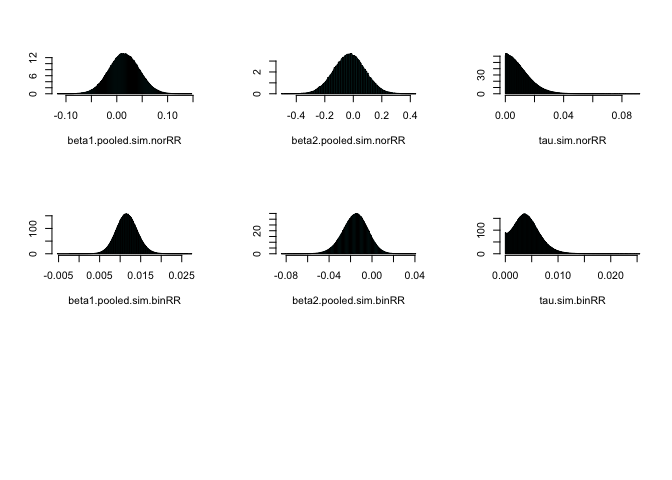 12
6
0
-0.10 0.00 0.10
beta1.pooled.sim.norRR
2
0
-0.4 -0.2 0.0 0.2 0.4
beta2.pooled.sim.norRR
30
0
0.00 0.04 0.08
tau.sim.norRR
100
0
-0.005 0.005 0.015 0.025
beta1.pooled.sim.binRR
20
0
-0.08 -0.04 0.00 0.04
beta2.pooled.sim.binRR
100
0
0.000 0.010 0.020
tau.sim.binRR